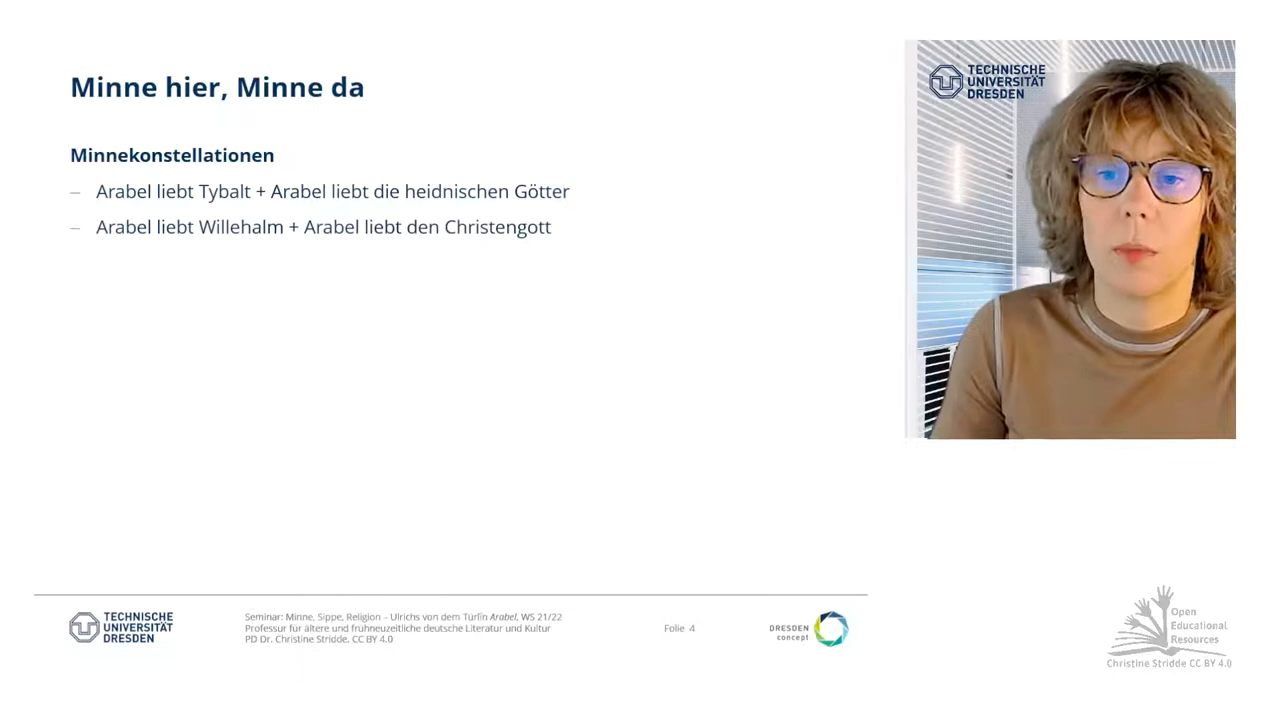 Minne hier, Minne da
Minnekonstellationen
– Arabel liebt Tybalt + Arabel liebt die heidnischen Götter
– Arabel liebt Willehalm + Arabel liebt den Christengott
TECHNISCHE
UNIVERSITÄT
DRESDEN
TECHNISCHE
UNIVERSITÄT
DRESDEN
Seminar: Minne, Sippe, Religion – Ulrichs von dem Türlîn Arabel, WS 21/22
Professur für ältere und frühneuzeitliche deutsche Literatur und Kultur
PD Dr. Christine Stridde, CC BY 4.0
Folie 4
DRESDEN
concept
Open
Educational
Resources
Christine Stridde CC BY 4.0